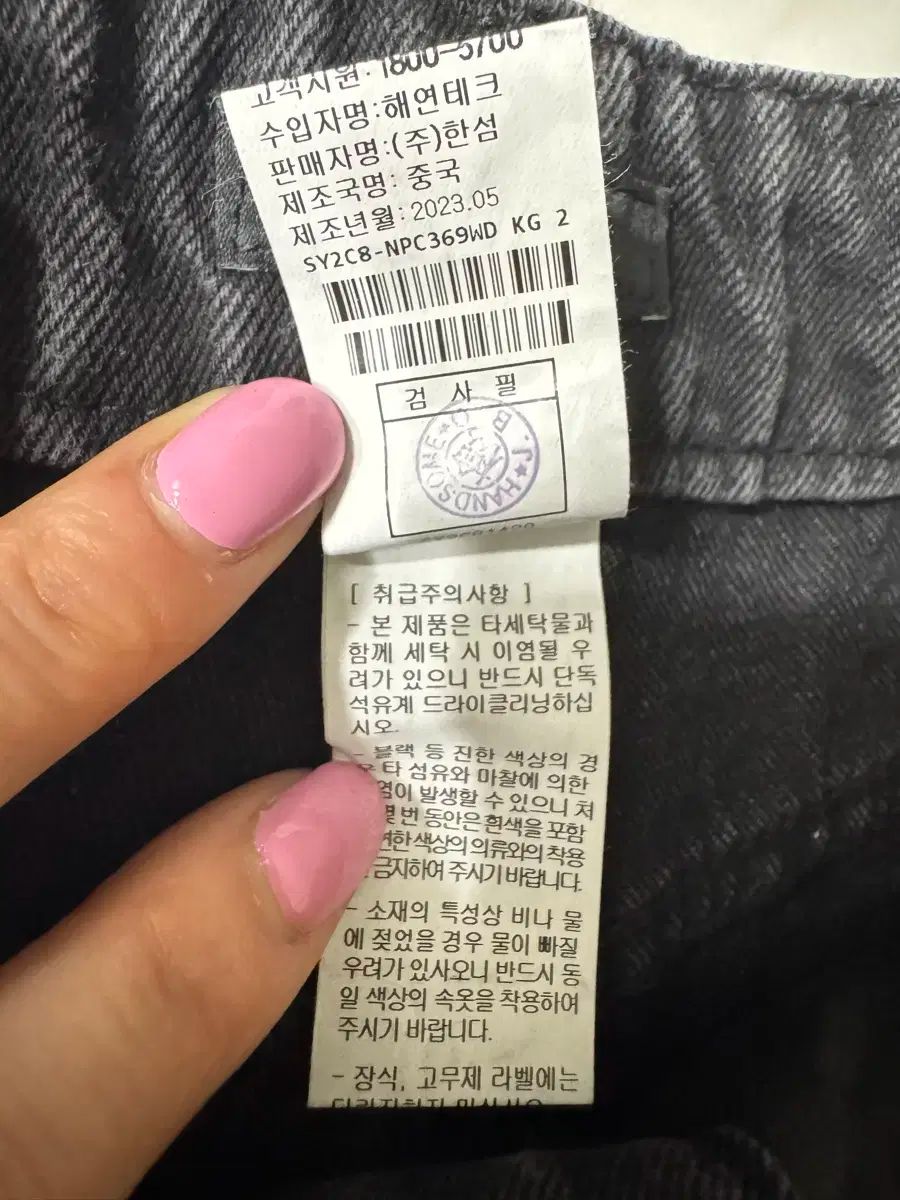 고객지원: 1800-5700
수입자명:해연테크
판매자명:(주)한섬
제조국명: 중국
제조년월: 2023.05
SY2C8-NPC369WD KG 2
검 사 필
HANDSOME
[ 취급주의사항 ]
- 본 제품은 타세탁물과
함께 세탁 시 이염될 우
려가 있으니 반드시 단독
석유계 드라이클리닝하십
시오.
- 블랙 등 진한 색상의 경
타 섬유와 마찰에 의한
이 발생할 수 있으니 처
번 동안은 흰색을 포함
연한색상의 의류와의 착용
금지하여 주시기 바랍니다.
- 소재의 특성상 비나 물
에 젖었을 경우 물이 빠질
우려가 있사오니 반드시 동
일 색상의 속옷을 착용하여
주시기 바랍니다.
- 장식, 고무제 라벨에는